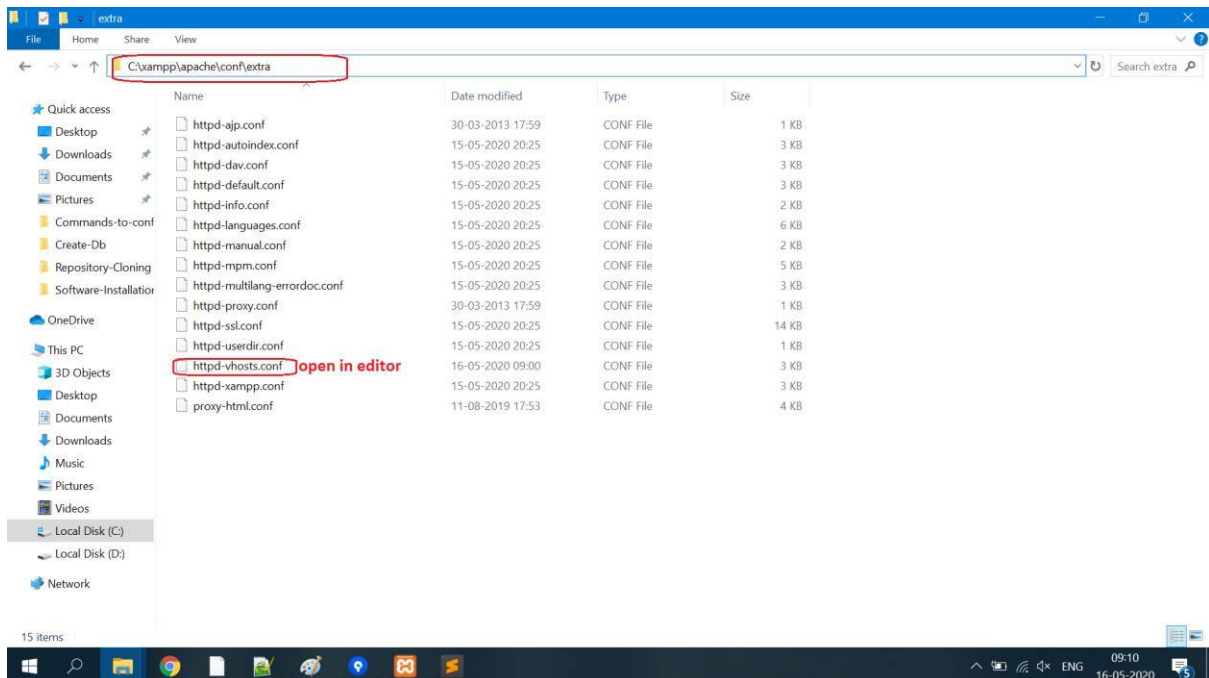 extra
File Home Share View
C:\xampp\apache\conf\extra
Search extra
Name Date modified Type Size
Quick access
Desktop
Downloads
Documents
Pictures
Commands-to-conf
Create-Db
Repository-Cloning
Software-Installation
OneDrive
This PC
3D Objects
Desktop
Documents
Downloads
Music
Pictures
Videos
Local Disk (C:)
Local Disk (D:)
Network
httpd-ajp.conf 30-03-2013 17:59 CONF File 1 KB
httpd-autoindex.conf 15-05-2020 20:25 CONF File 3 KB
httpd-dav.conf 15-05-2020 20:25 CONF File 3 KB
httpd-default.conf 15-05-2020 20:25 CONF File 3 KB
httpd-info.conf 15-05-2020 20:25 CONF File 2 KB
httpd-languages.conf 15-05-2020 20:25 CONF File 6 KB
httpd-manual.conf 15-05-2020 20:25 CONF File 2 KB
httpd-mpm.conf 15-05-2020 20:25 CONF File 5 KB
httpd-multilang-errordoc.conf 15-05-2020 20:25 CONF File 3 KB
httpd-proxy.conf 30-03-2013 17:59 CONF File 1 KB
httpd-ssl.conf 15-05-2020 20:25 CONF File 14 KB
httpd-userdir.conf 15-05-2020 20:25 CONF File 1 KB
httpd-vhosts.conf open in editor 16-05-2020 09:00 CONF File 3 KB
httpd-xampp.conf 15-05-2020 20:25 CONF File 3 KB
proxy-html.conf 11-08-2019 17:53 CONF File 4 KB
15 items
ENG
09:10
16-05-2020
5